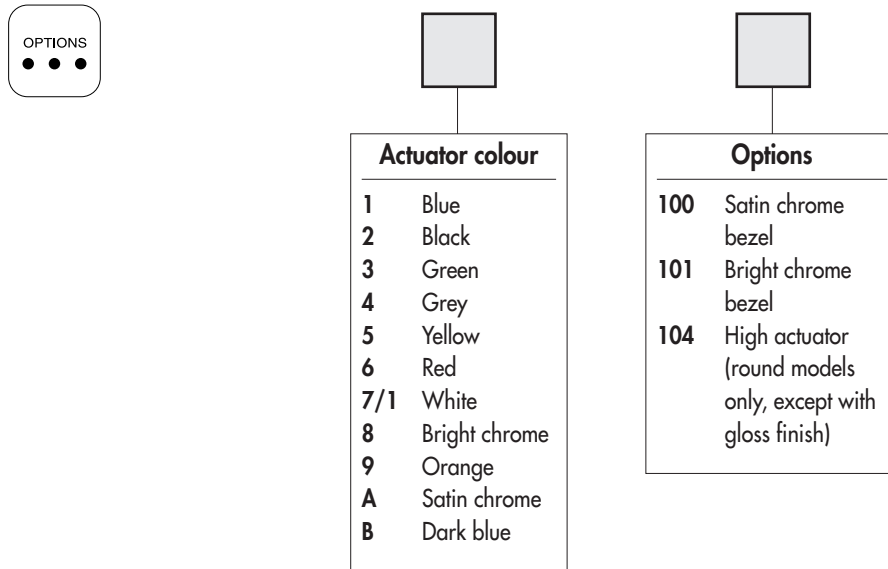 OPTIONS
Actuator colour
1 Blue
2 Black
3 Green
4 Grey
5 Yellow
6 Red
7/1 White
8 Bright chrome
9 Orange
A Satin chrome
B Dark blue
Options
100 Satin chrome
bezel
101 Bright chrome
bezel
104 High actuator
(round models
only, except with
gloss finish)